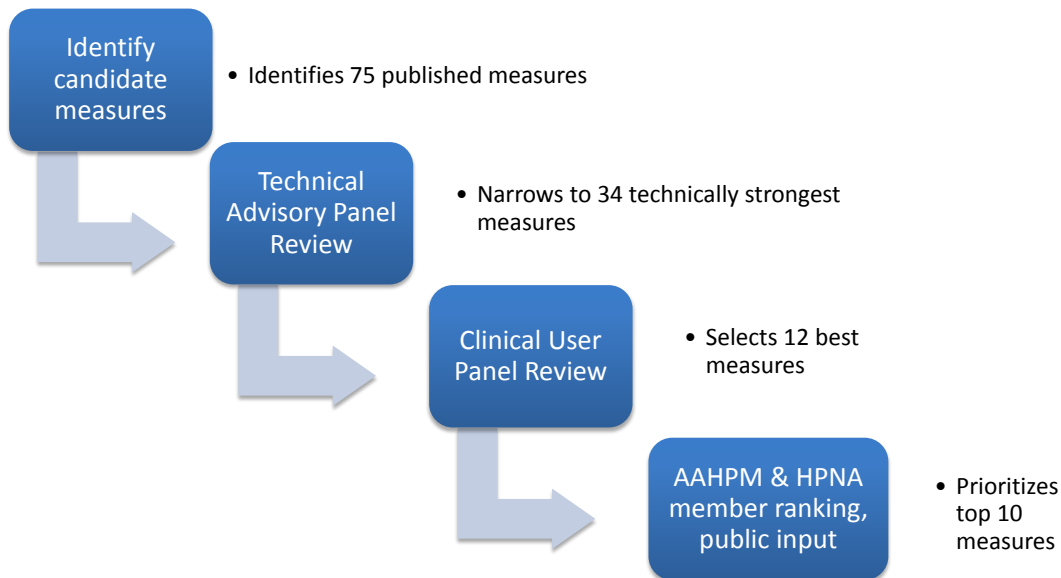 Identify
candidate
measures
• Identifies 75 published measures
Technical
Advisory Panel
Review
• Narrows to 34 technically strongest
measures
Clinical User
Panel Review
• Selects 12 best
measures
AAHPM & HPNA
member ranking,
public input
• Prioritizes
top 10
measures